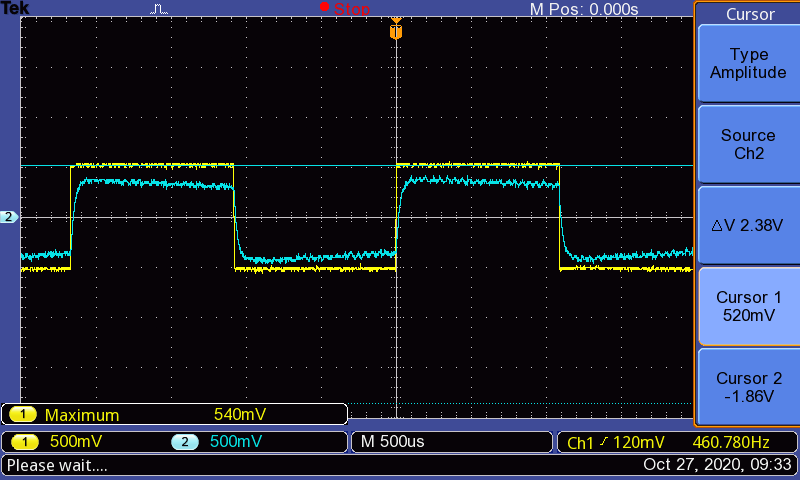 Tek
Stop
M Pos: 0.000s
Cursor
T
Type
Amplitude
Source
Ch2
2
△V 2.38V
Cursor 1
520mV
Cursor 2
-1.86V
1 Maximum 540mV
1 500mV 2 500mV
M 500us
Ch1 / 120mV 460.780Hz
Please wait....
Oct 27, 2020, 09:33